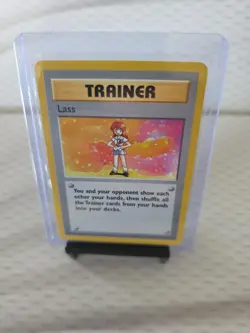 TRAINER
Lass
You and your opponent show each
other your hands, then shuffle all
the Trainer cards from your hands
into your decks.